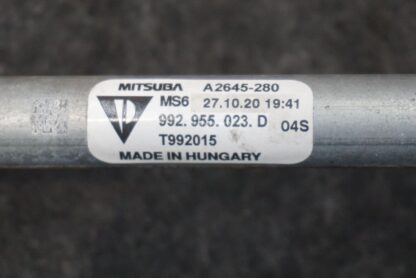 MITSUBA A2645-280
MS6 27.10.20 19:41
992.955.023.D 04S
T992015
MADE IN HUNGARY